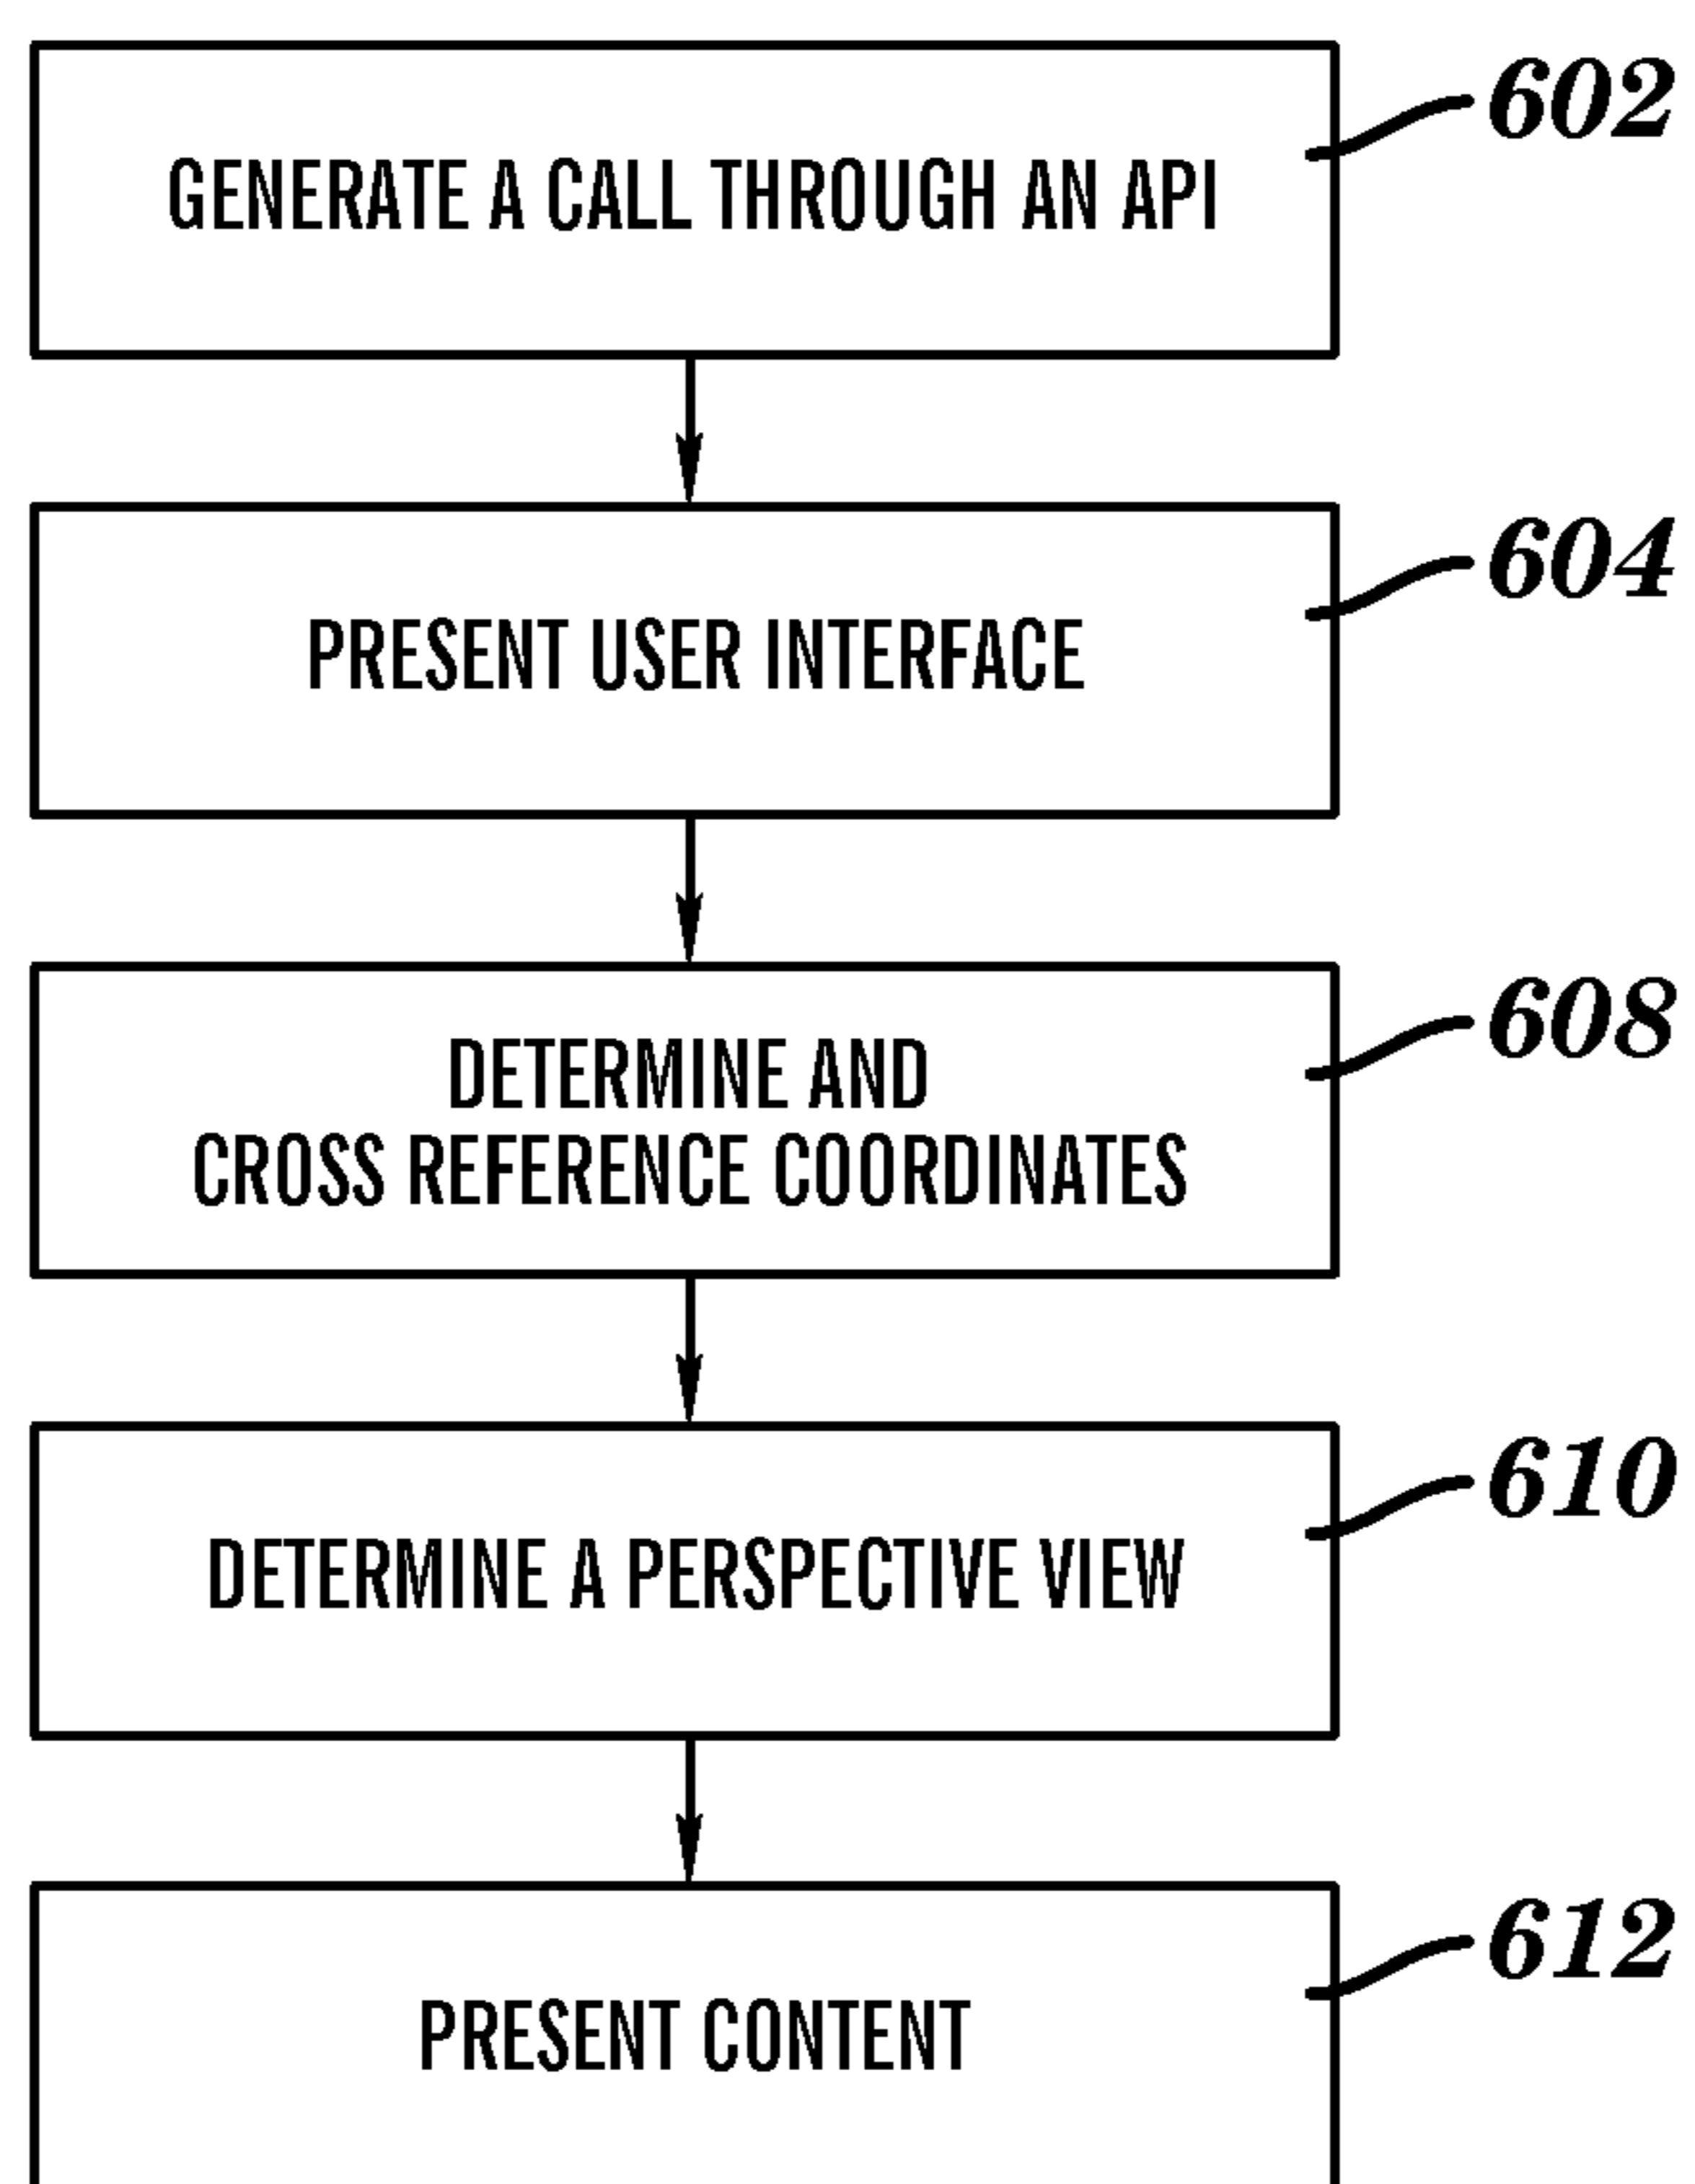 GENERATE A CALL THROUGH AN API
602
PRESENT USER INTERFACE
604
DETERMINE AND
CROSS REFERENCE COORDINATES
608
DETERMINE A PERSPECTIVE VIEW
610
PRESENT CONTENT
612